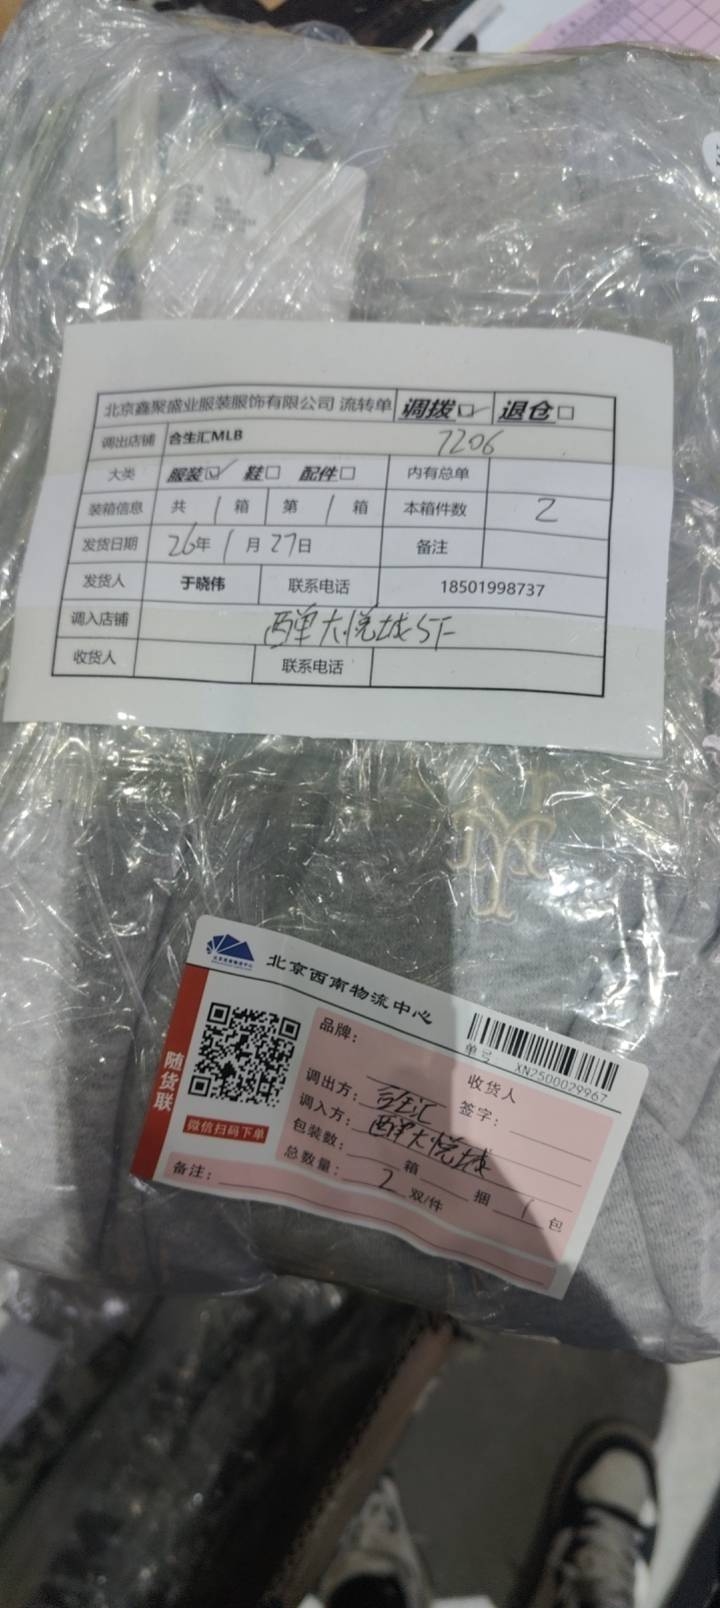 北京鑫聚盛业服装服饰有限公司 流转单 调拨☑ 退仓□
调出店铺 合生汇MLB 7206
大类 服装☑ 鞋□ 配件□ 内有总单
装箱信息 共 1 箱 第 1 箱 本箱件数 2
发货日期 26年 1月 27日 备注
发货人 于晓伟 联系电话 18501998737
调入店铺 西单大悦城5F
收货人 联系电话
北京西南物流中心
单号 XN2500029967
随货联
微信扫码下单
品牌:
收货人
签字:
调出方: 合生汇
调入方: 西单大悦城
包装数: 箱 捆 1 包
总数量: 2 双/件
备注: